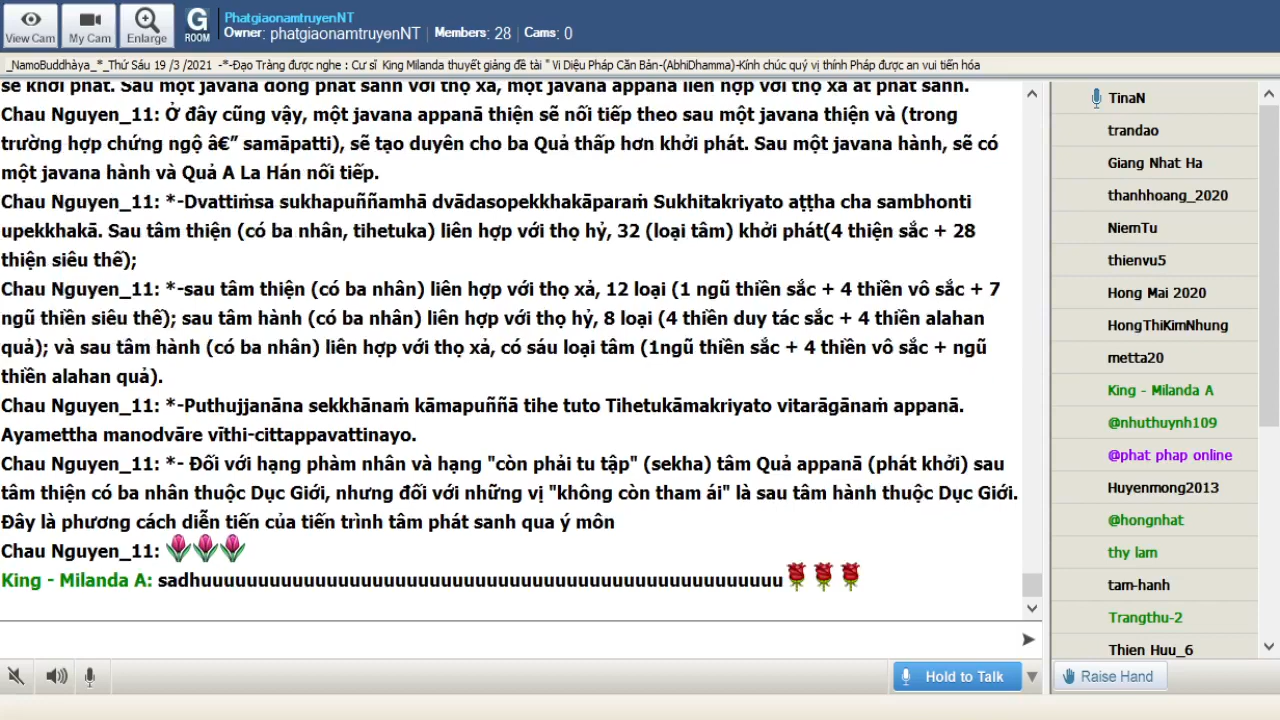 View Cam
My Cam
Enlarge
G
ROOM
PhatgiaonamtruyenNT
Owner: phatgiaonamtruyenNT | Members: 28 | Cams: 0
_NamoBuddhàya_*_Thứ Sáu 19 /3 /2021 -*-Đạo Tràng được nghe : Cư sĩ King Milanda thuyết giảng đề tài " Vi Diệu Pháp Căn Bản-(AbhiDhamma)-Kính chúc quý vị thính Pháp được an vui tiến hóa
sẽ khởi phát. Sau một javana đồng phát sanh với thọ xả, một javana appanā liên hợp với thọ xả ắt phát sanh.
Chau Nguyen_11: Ở đây cũng vậy, một javana appanā thiện sẽ nối tiếp theo sau một javana thiện và (trong
trường hợp chứng ngộ â€” samāpatti), sẽ tạo duyên cho ba Quả thấp hơn khởi phát. Sau một javana hành, sẽ có
một javana hành và Quả A La Hán nối tiếp.
Chau Nguyen_11: *-Dvattiṁsa sukhapuññamhā dvādasopekkhakāparaṁ Sukhitakriyato aṭṭha cha sambhonti
upekkhakā. Sau tâm thiện (có ba nhân, tihetuka) liên hợp với thọ hỷ, 32 (loại tâm) khởi phát(4 thiện sắc + 28
thiện siêu thế);
Chau Nguyen_11: *-sau tâm thiện (có ba nhân) liên hợp với thọ xả, 12 loại (1 ngũ thiền sắc + 4 thiền vô sắc + 7
ngũ thiền siêu thế); sau tâm hành (có ba nhân) liên hợp với thọ hỷ, 8 loại (4 thiền duy tác sắc + 4 thiền alahan
quả); và sau tâm hành (có ba nhân) liên hợp với thọ xả, có sáu loại tâm (1ngũ thiền sắc + 4 thiền vô sắc + ngũ
thiền alahan quả).
Chau Nguyen_11: *-Puthujjanāna sekkhānaṁ kāmapuññā tihe tuto Tihetukāmakriyato vitarāgānaṁ appanā.
Ayamettha manodvāre vīthi-cittappavattinayo.
Chau Nguyen_11: *- Đối với hạng phàm nhân và hạng "còn phải tu tập" (sekha) tâm Quả appanā (phát khởi) sau
tâm thiện có ba nhân thuộc Dục Giới, nhưng đối với những vị "không còn tham ái" là sau tâm hành thuộc Dục Giới.
Đây là phương cách diễn tiến của tiến trình tâm phát sanh qua ý môn
Chau Nguyen_11:
King - Milanda A: sadhuuuuuuuuuuuuuuuuuuuuuuuuuuuuuuuuuuuuuuuuuuuuuuuuuuu
Hold to Talk
TinaN
trandao
Giang Nhat Ha
thanhhoang_2020
NiemTu
thienvu5
Hong Mai 2020
HongThiKimNhung
metta20
King - Milanda A
@nhuthuynh109
@phat phap online
Huyenmong2013
@hongnhat
thy lam
tam-hanh
Trangthu-2
Thien Huu_6
Raise Hand